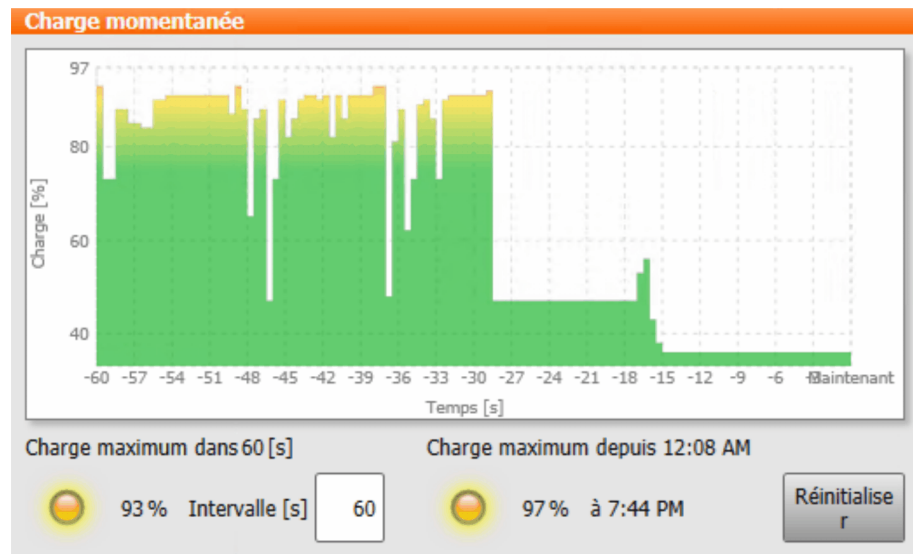 Charge momentanée
97
80
60
40
Charge [%]
-60 -57 -54 -51 -48 -45 -42 -39 -36 -33 -30 -27 -24 -21 -18 -15 -12 -9 -6 Maintenant
Temps [s]
Charge maximum dans 60 [s]
Charge maximum depuis 12:08 AM
93 % Intervalle [s] 60
97 % à 7:44 PM
Réinitialise
r